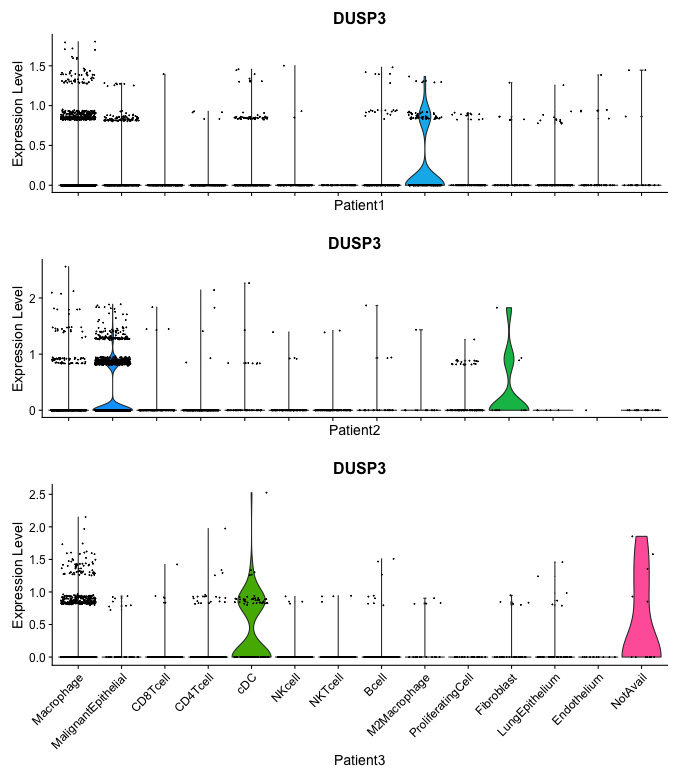 DUSP3
Expression Level
1.5
1.0
0.5
0.0
Patient1
DUSP3
Expression Level
2
1
0
Patient2
DUSP3
Expression Level
2.5
2.0
1.5
1.0
0.5
0.0
Macrophage
MalignantEpithelial
CD8Tcell
CD4Tcell
cDC
NKcell
NKTcell
Bcell
M2Macrophage
ProliferatingCell
Fibroblast
LungEpithelium
Endothelium
NotAvail
Patient3